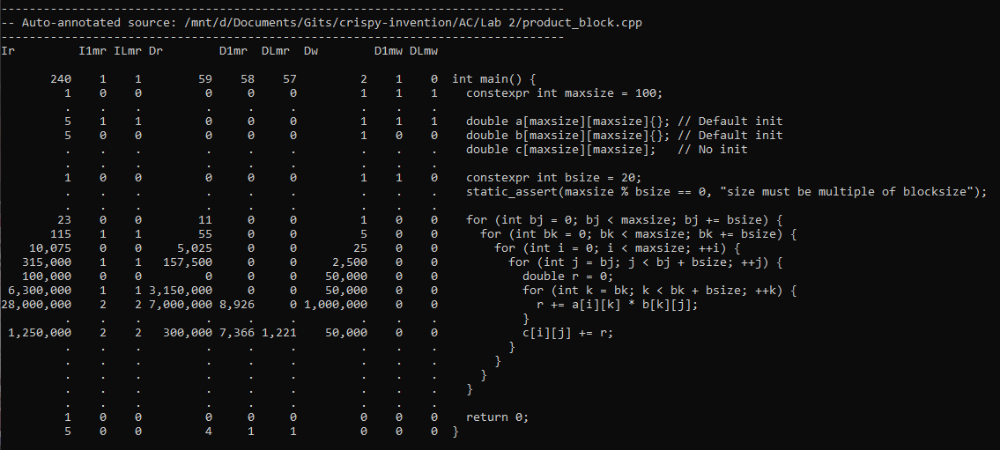 --------------------------------------------------------------------------------
-- Auto-annotated source: /mnt/d/Documents/Gits/crispy-invention/AC/Lab 2/product_block.cpp
--------------------------------------------------------------------------------
Ir I1mr ILmr Dr D1mr DLmr Dw D1mw DLmw
240 1 1 59 58 57 2 1 0 int main() {
1 0 0 0 0 0 1 1 1 constexpr int maxsize = 100;
. . . . . . . . .
5 1 1 0 0 0 1 1 1 double a[maxsize][maxsize]{}; // Default init
5 0 0 0 0 0 1 0 0 double b[maxsize][maxsize]{}; // Default init
. . . . . . . . . double c[maxsize][maxsize]; // No init
. . . . . . . . .
1 0 0 0 0 0 1 1 0 constexpr int bsize = 20;
. . . . . . . . . static_assert(maxsize % bsize == 0, "size must be multiple of blocksize");
. . . . . . . . .
23 0 0 11 0 0 1 0 0 for (int bj = 0; bj < maxsize; bj += bsize) {
115 1 1 55 0 0 5 0 0 for (int bk = 0; bk < maxsize; bk += bsize) {
10,075 0 0 5,025 0 0 25 0 0 for (int i = 0; i < maxsize; ++i) {
315,000 1 1 157,500 0 0 2,500 0 0 for (int j = bj; j < bj + bsize; ++j) {
100,000 0 0 0 0 0 50,000 0 0 double r = 0;
6,300,000 1 1 3,150,000 0 0 50,000 0 0 for (int k = bk; k < bk + bsize; ++k) {
28,000,000 2 2 7,000,000 8,926 0 1,000,000 0 0 r += a[i][k] * b[k][j];
. . . . . . . . . }
1,250,000 2 2 300,000 7,366 1,221 50,000 0 0 c[i][j] += r;
. . . . . . . . . }
. . . . . . . . . }
. . . . . . . . . }
. . . . . . . . . }
. . . . . . . . .
1 0 0 0 0 0 0 0 0 return 0;
5 0 0 4 1 1 0 0 0 }